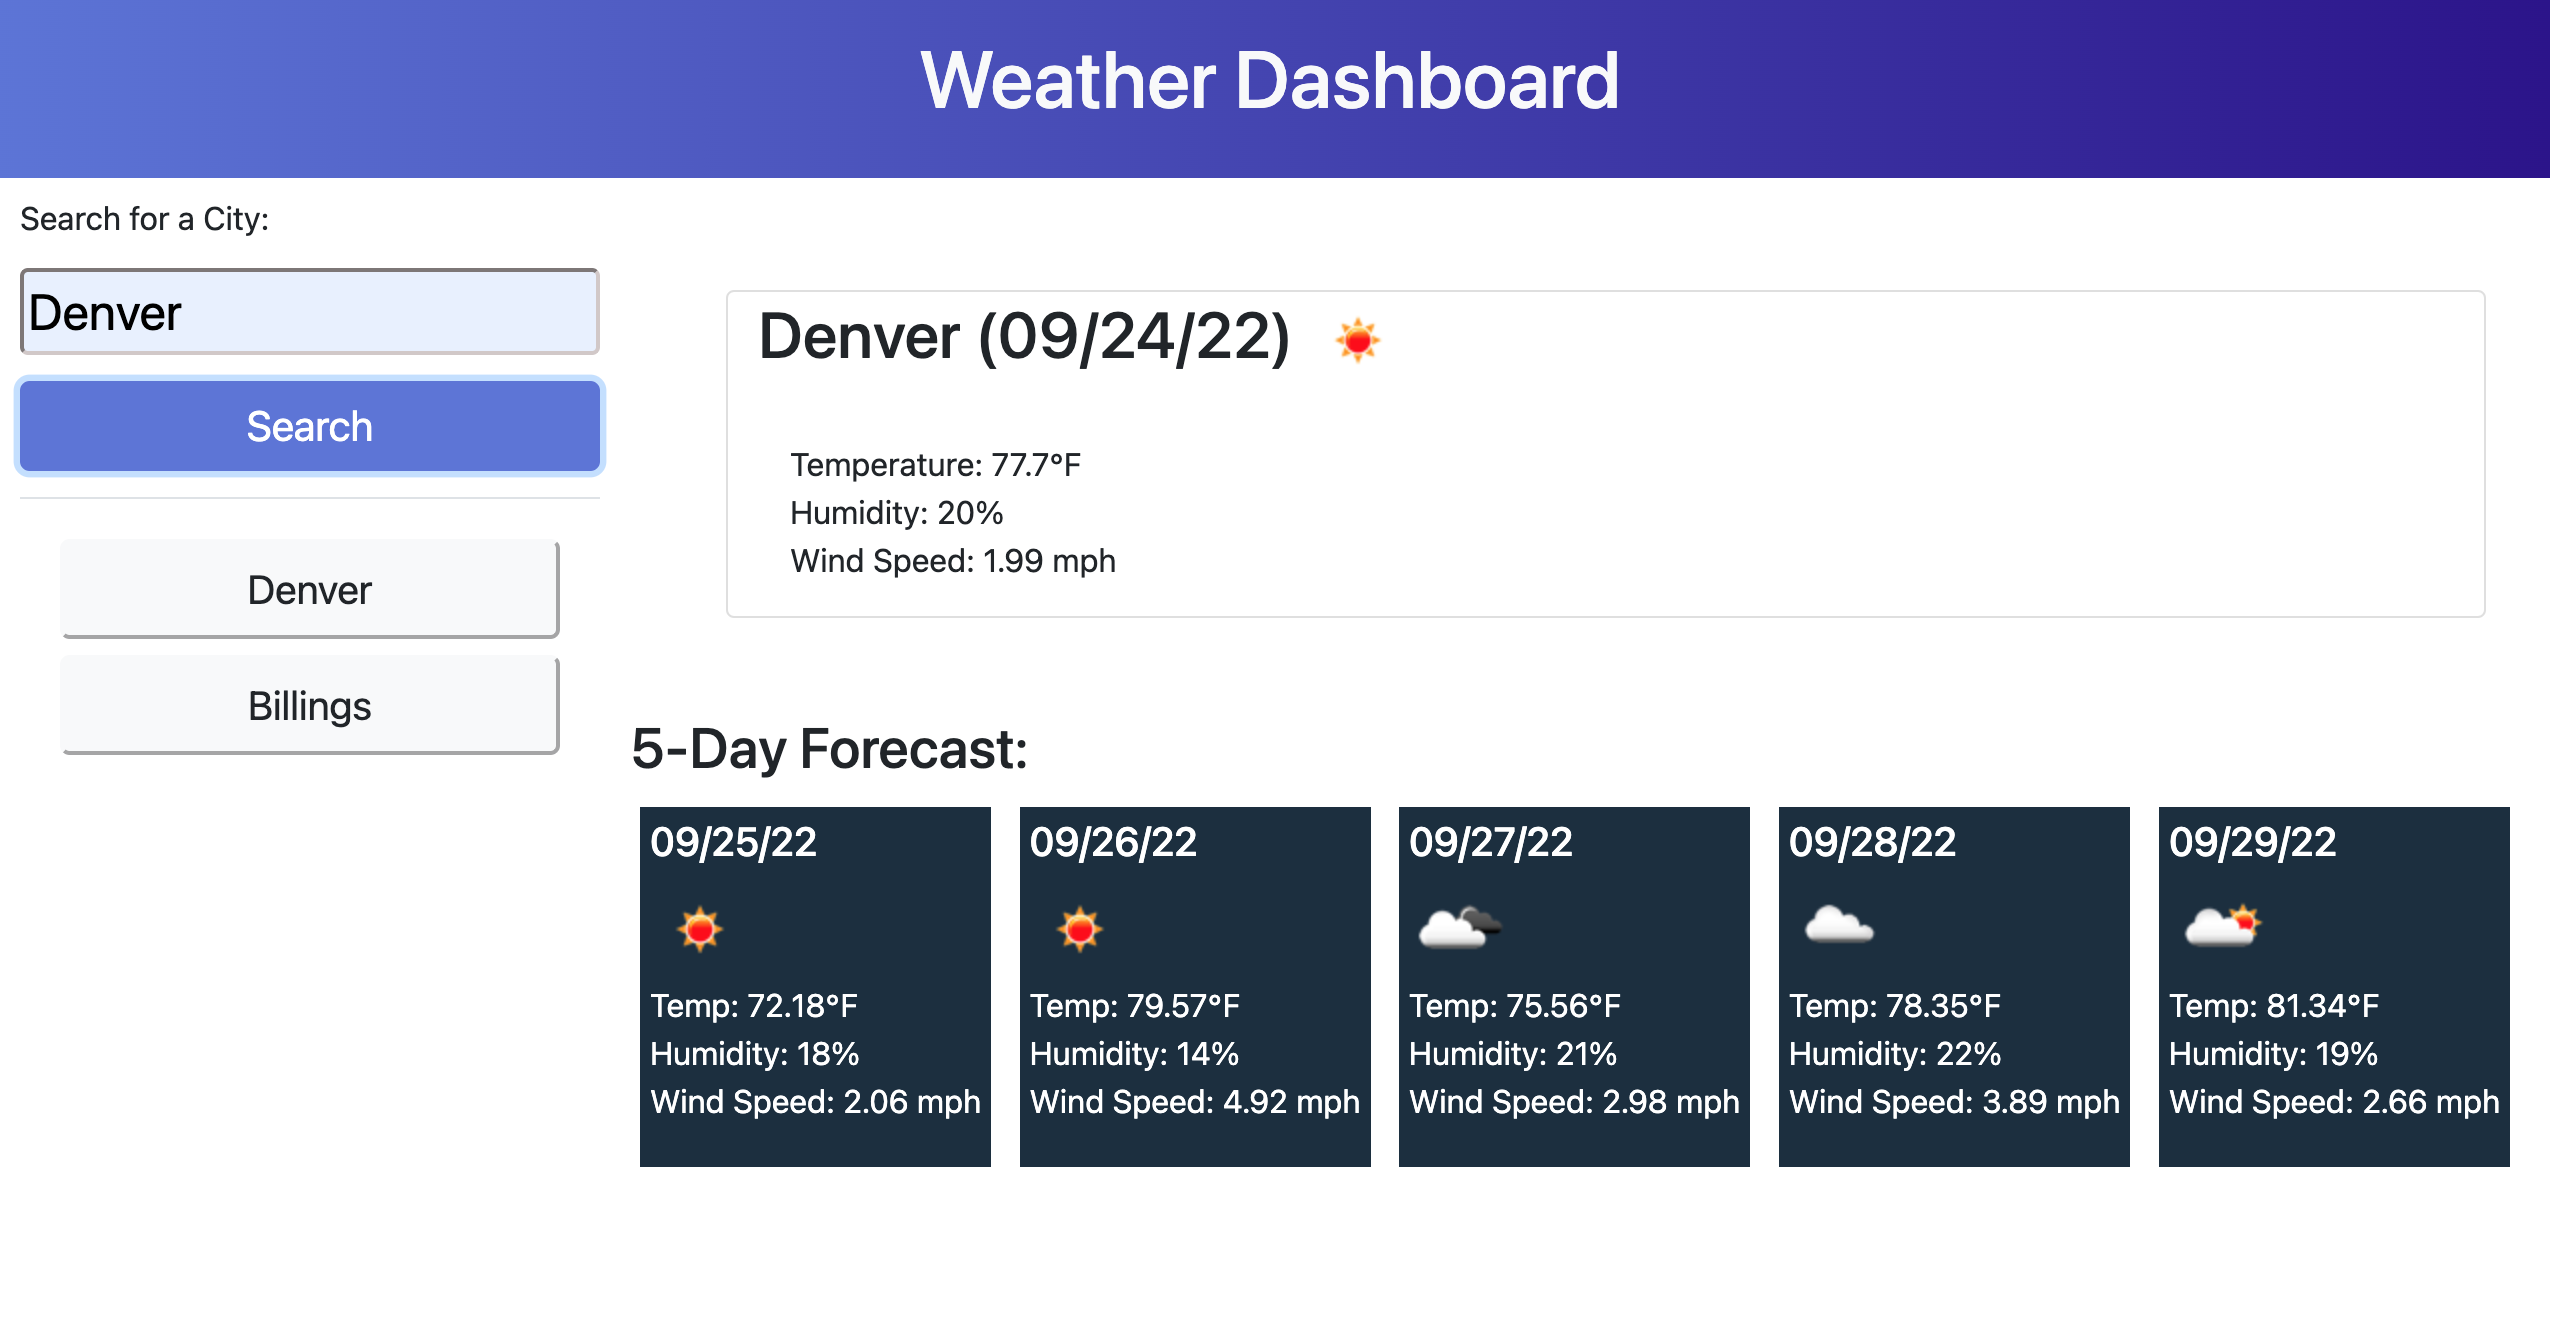 Weather Dashboard
Search for a City:
Denver
Search
Denver
Billings
Denver (09/24/22)
Temperature: 77.7°F
Humidity: 20%
Wind Speed: 1.99 mph
5-Day Forecast:
09/25/22
Temp: 72.18°F
Humidity: 18%
Wind Speed: 2.06 mph
09/26/22
Temp: 79.57°F
Humidity: 14%
Wind Speed: 4.92 mph
09/27/22
Temp: 75.56°F
Humidity: 21%
Wind Speed: 2.98 mph
09/28/22
Temp: 78.35°F
Humidity: 22%
Wind Speed: 3.89 mph
09/29/22
Temp: 81.34°F
Humidity: 19%
Wind Speed: 2.66 mph